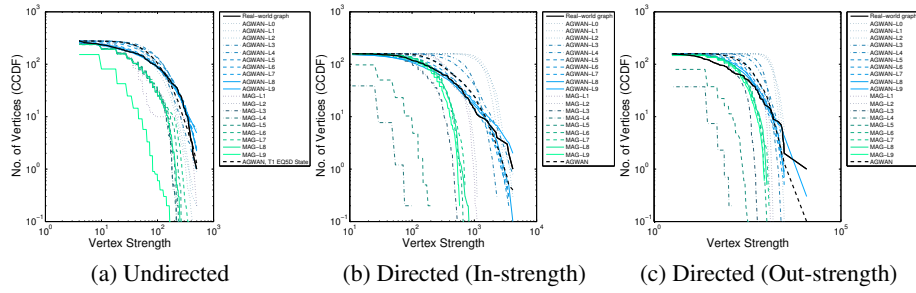 No. of Vertices (CCDF)
10³
10²
10¹
10⁰
10⁻¹
10⁰ 10¹ 10² 10³
Vertex Strength
Real-world graph
AGWAN-L0
AGWAN-L1
AGWAN-L2
AGWAN-L3
AGWAN-L4
AGWAN-L5
AGWAN-L6
AGWAN-L7
AGWAN-L8
AGWAN-L9
MAG-L1
MAG-L2
MAG-L3
MAG-L4
MAG-L5
MAG-L6
MAG-L7
MAG-L8
MAG-L9
AGWAN, T1 EQ5D State
(a) Undirected
No. of Vertices (CCDF)
10³
10²
10¹
10⁰
10⁻¹
10¹ 10² 10³ 10⁴
Vertex Strength
Real-world graph
AGWAN-L0
AGWAN-L1
AGWAN-L2
AGWAN-L3
AGWAN-L4
AGWAN-L5
AGWAN-L6
AGWAN-L7
AGWAN-L8
AGWAN-L9
MAG-L1
MAG-L2
MAG-L3
MAG-L4
MAG-L5
MAG-L6
MAG-L7
MAG-L8
MAG-L9
AGWAN
(b) Directed (In-strength)
No. of Vertices (CCDF)
10³
10²
10¹
10⁰
10⁻¹
10⁰ 10⁵
Vertex Strength
Real-world graph
AGWAN-L0
AGWAN-L1
AGWAN-L2
AGWAN-L3
AGWAN-L4
AGWAN-L5
AGWAN-L6
AGWAN-L7
AGWAN-L8
AGWAN-L9
MAG-L1
MAG-L2
MAG-L3
MAG-L4
MAG-L5
MAG-L6
MAG-L7
MAG-L8
MAG-L9
AGWAN
(c) Directed (Out-strength)